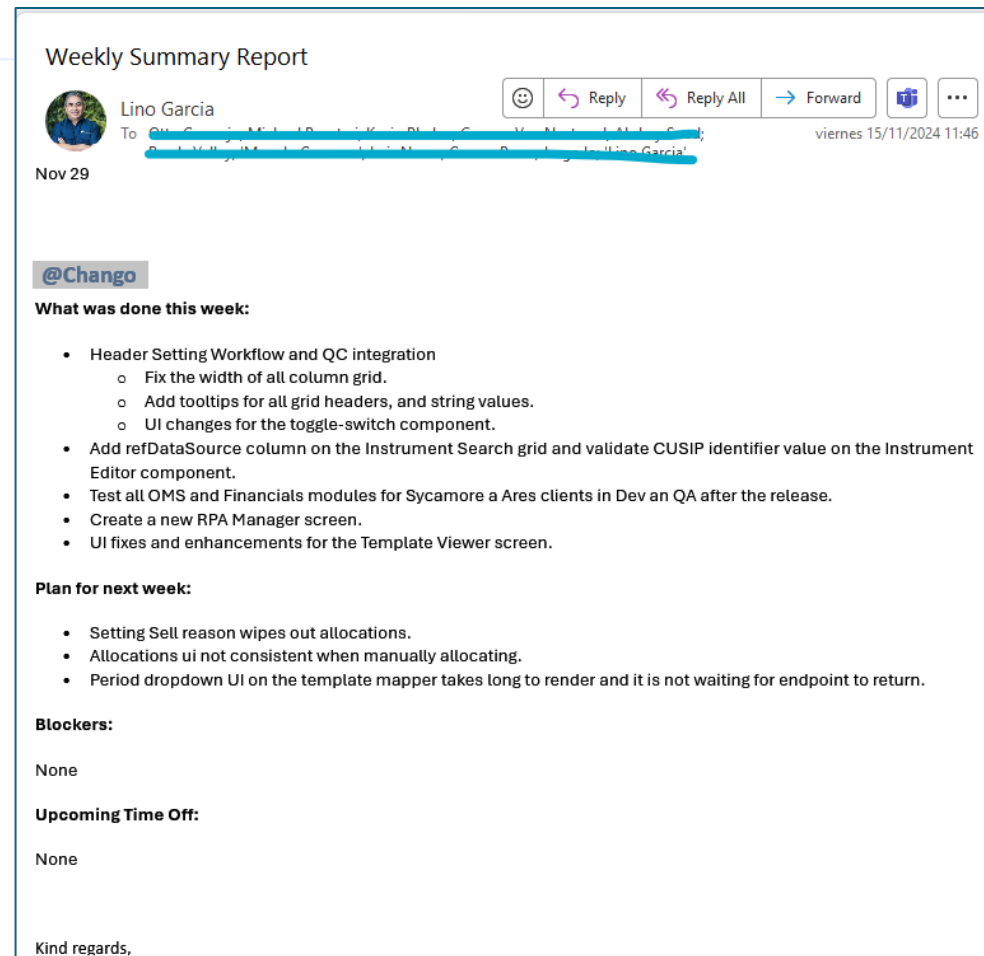 Weekly Summary Report
Lino Garcia
Reply
Reply All
Forward
To
viernes 15/11/2024 11:46
'Lino Garcia'
Nov 29
@Chango
What was done this week:
• Header Setting Workflow and QC integration
o Fix the width of all column grid.
o Add tooltips for all grid headers, and string values.
o UI changes for the toggle-switch component.
• Add refDataSource column on the Instrument Search grid and validate CUSIP identifier value on the Instrument
Editor component.
• Test all OMS and Financials modules for Sycamore a Ares clients in Dev an QA after the release.
• Create a new RPA Manager screen.
• UI fixes and enhancements for the Template Viewer screen.
Plan for next week:
• Setting Sell reason wipes out allocations.
• Allocations ui not consistent when manually allocating.
• Period dropdown UI on the template mapper takes long to render and it is not waiting for endpoint to return.
Blockers:
None
Upcoming Time Off:
None
Kind regards,